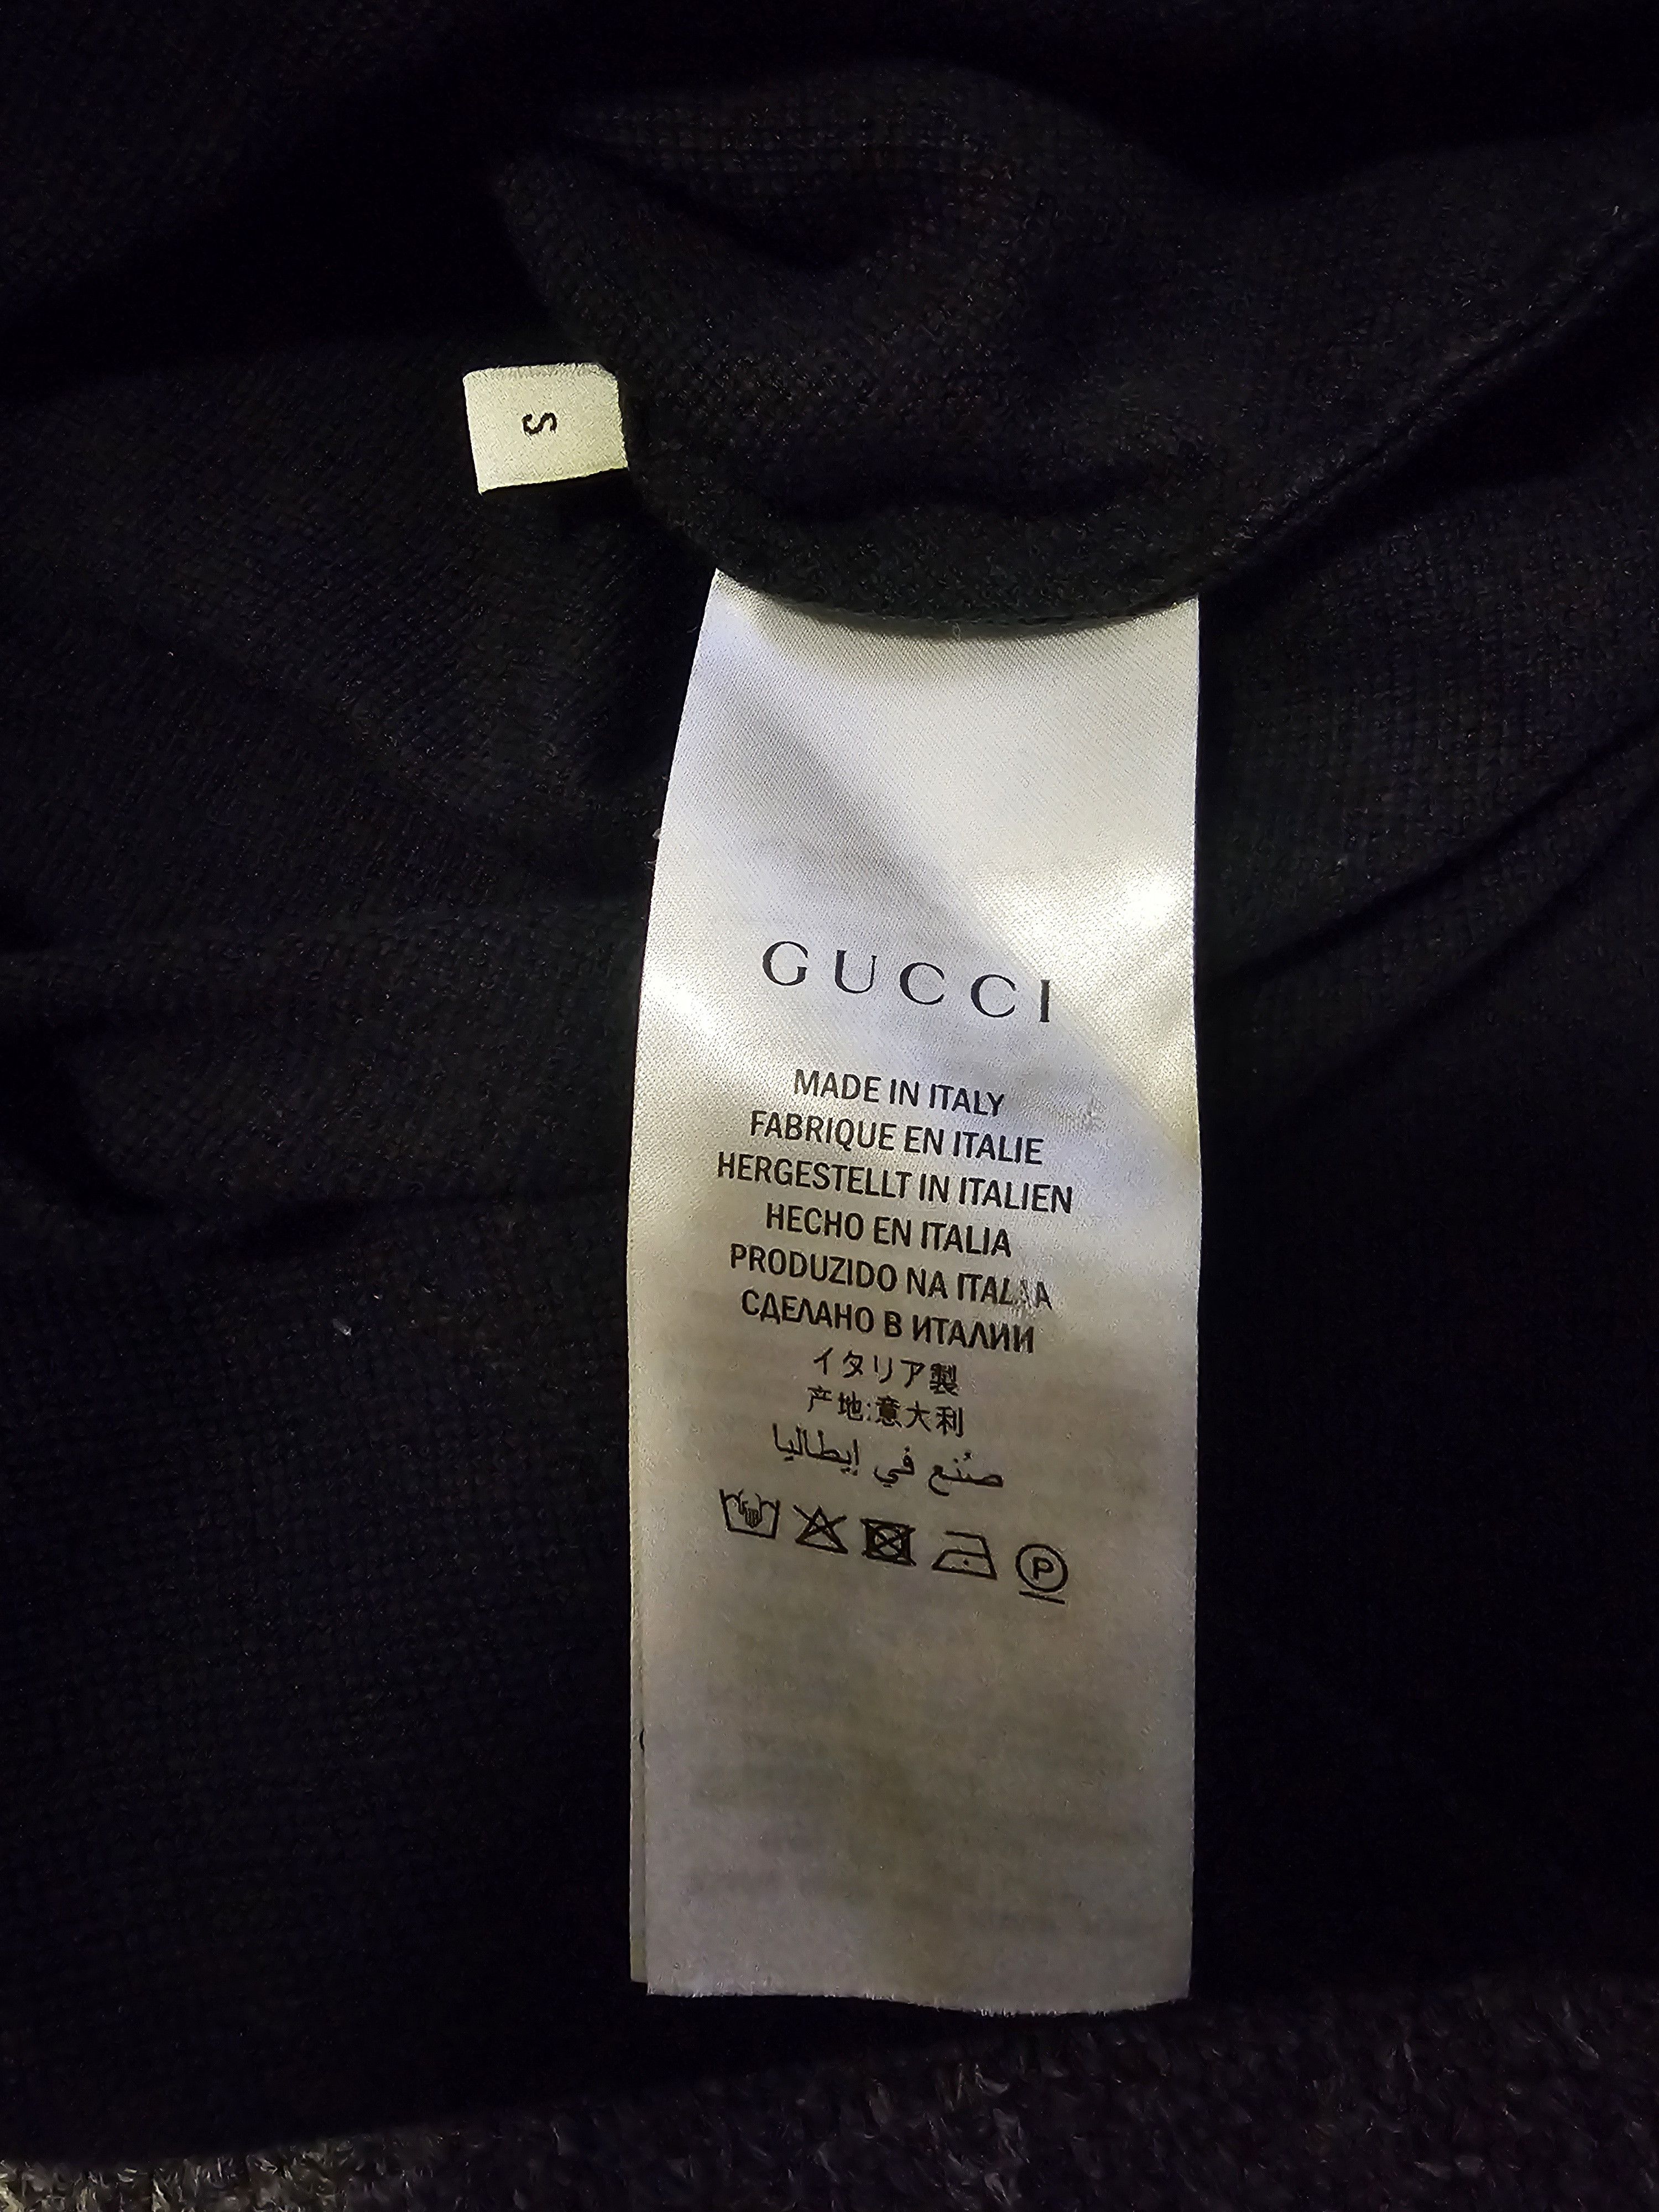 S
GUCCI
MADE IN ITALY
FABRIQUE EN ITALIE
HERGESTELLT IN ITALIEN
HECHO EN ITALIA
PRODUZIDO NA ITALIA
СДЕЛАНО В ИТАЛИИ
イタリア製
产地:意大利
صُنع في إيطاليا
P